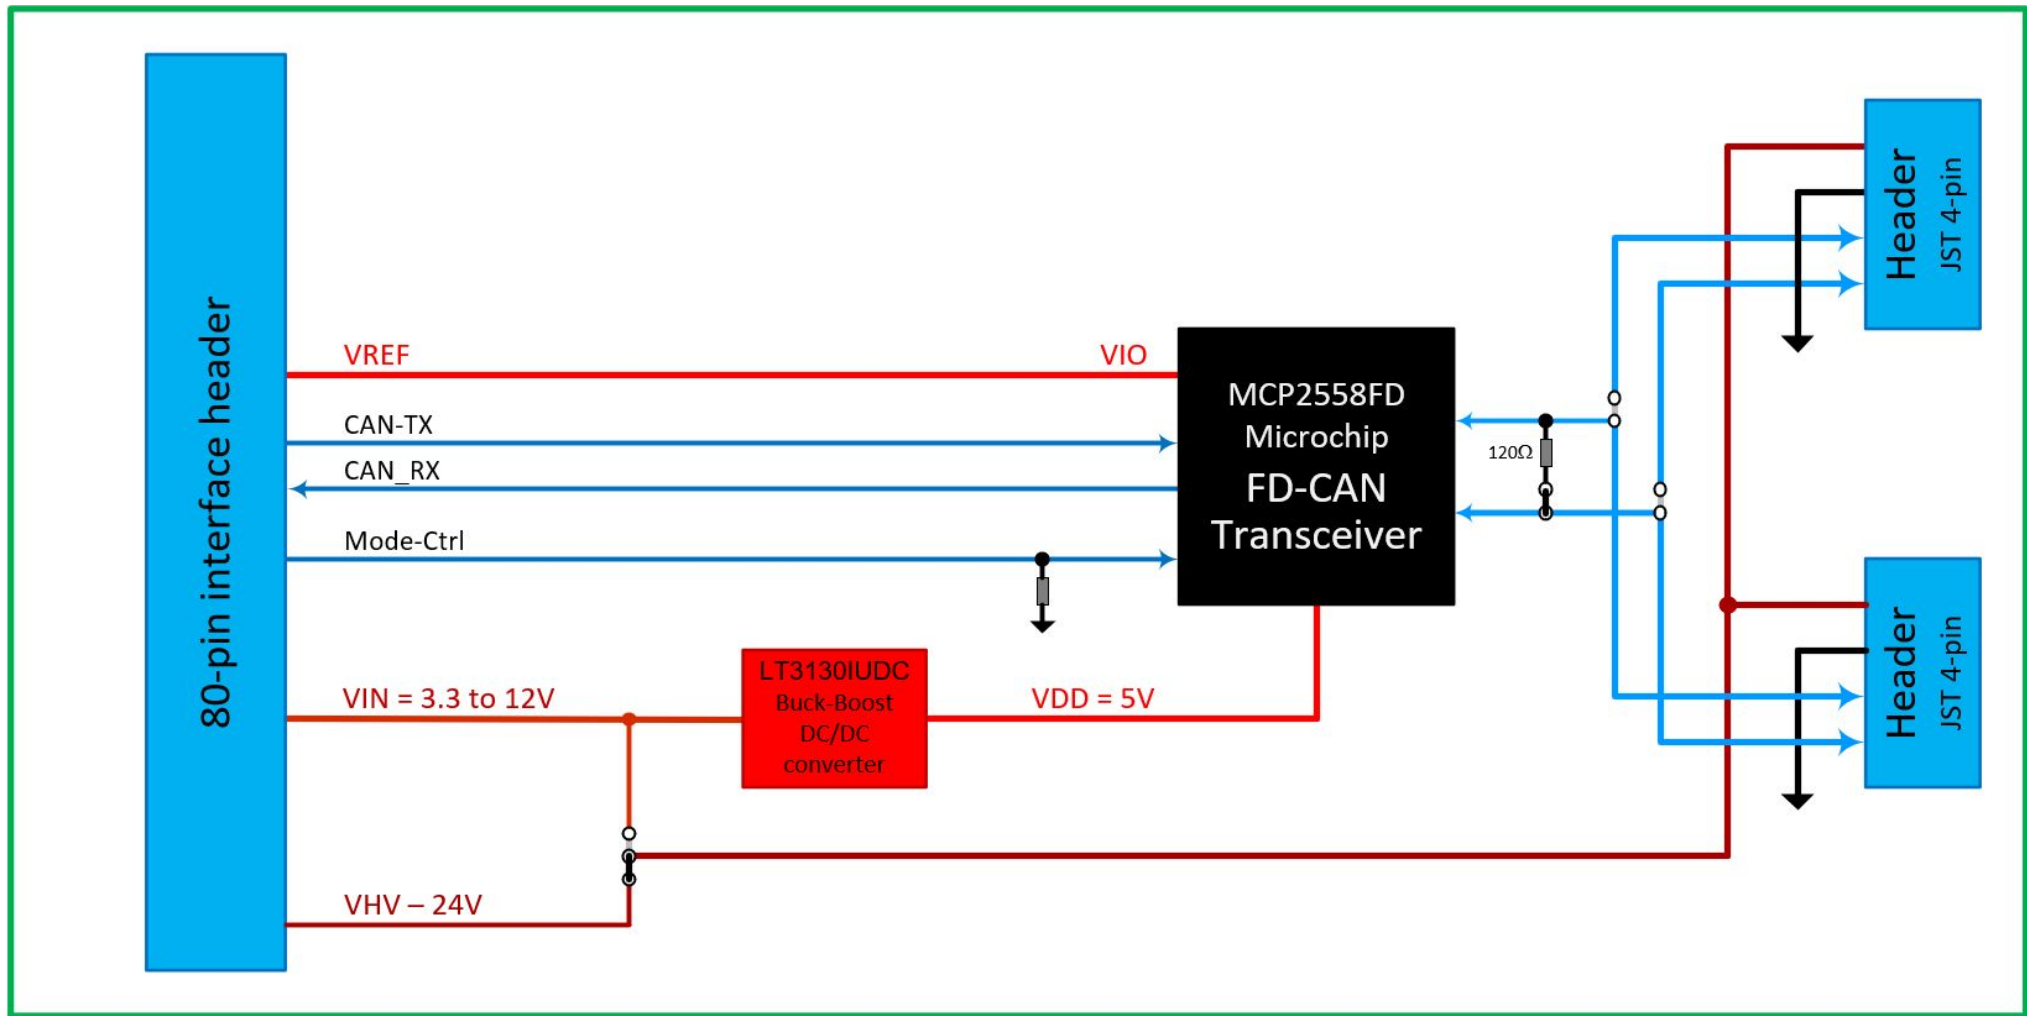 80-pin interface header
VREF
VIO
CAN-TX
CAN_RX
Mode-Ctrl
VIN = 3.3 to 12V
VHV – 24V
LT3130IUDC
Buck-Boost
DC/DC
converter
VDD = 5V
MCP2558FD
Microchip
FD-CAN
Transceiver
120Ω
Header
JST 4-pin
Header
JST 4-pin